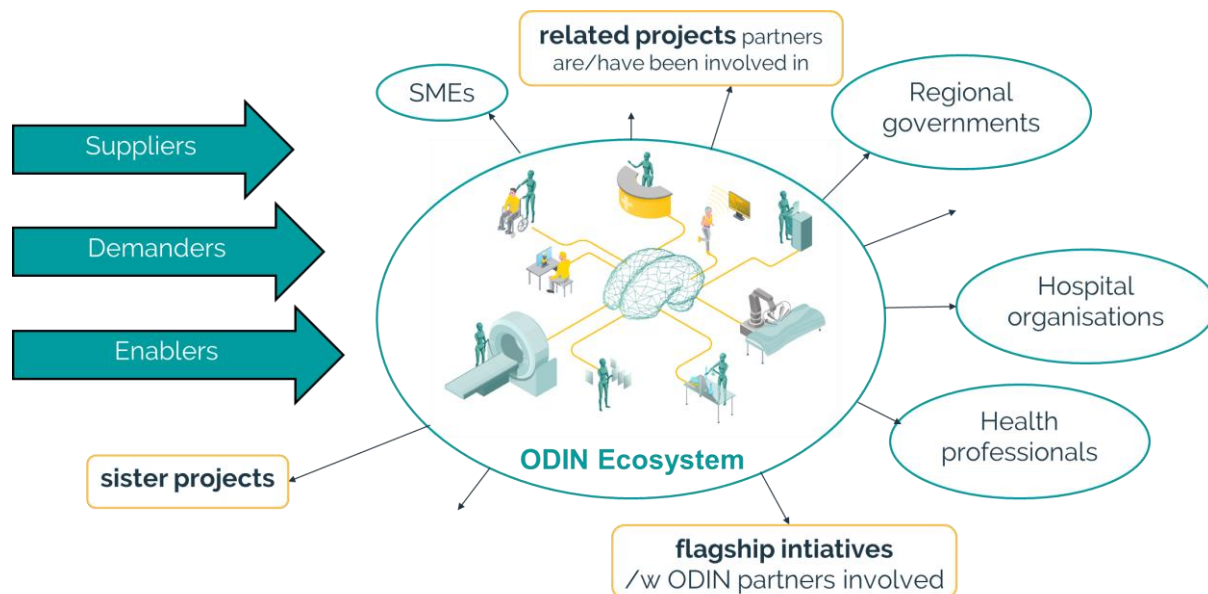 related projects partners
are/have been involved in
SMEs
Regional
governments
Suppliers
Demanders
Enablers
Hospital
organisations
Health
professionals
ODIN Ecosystem
sister projects
flagship intiatives
/w ODIN partners involved